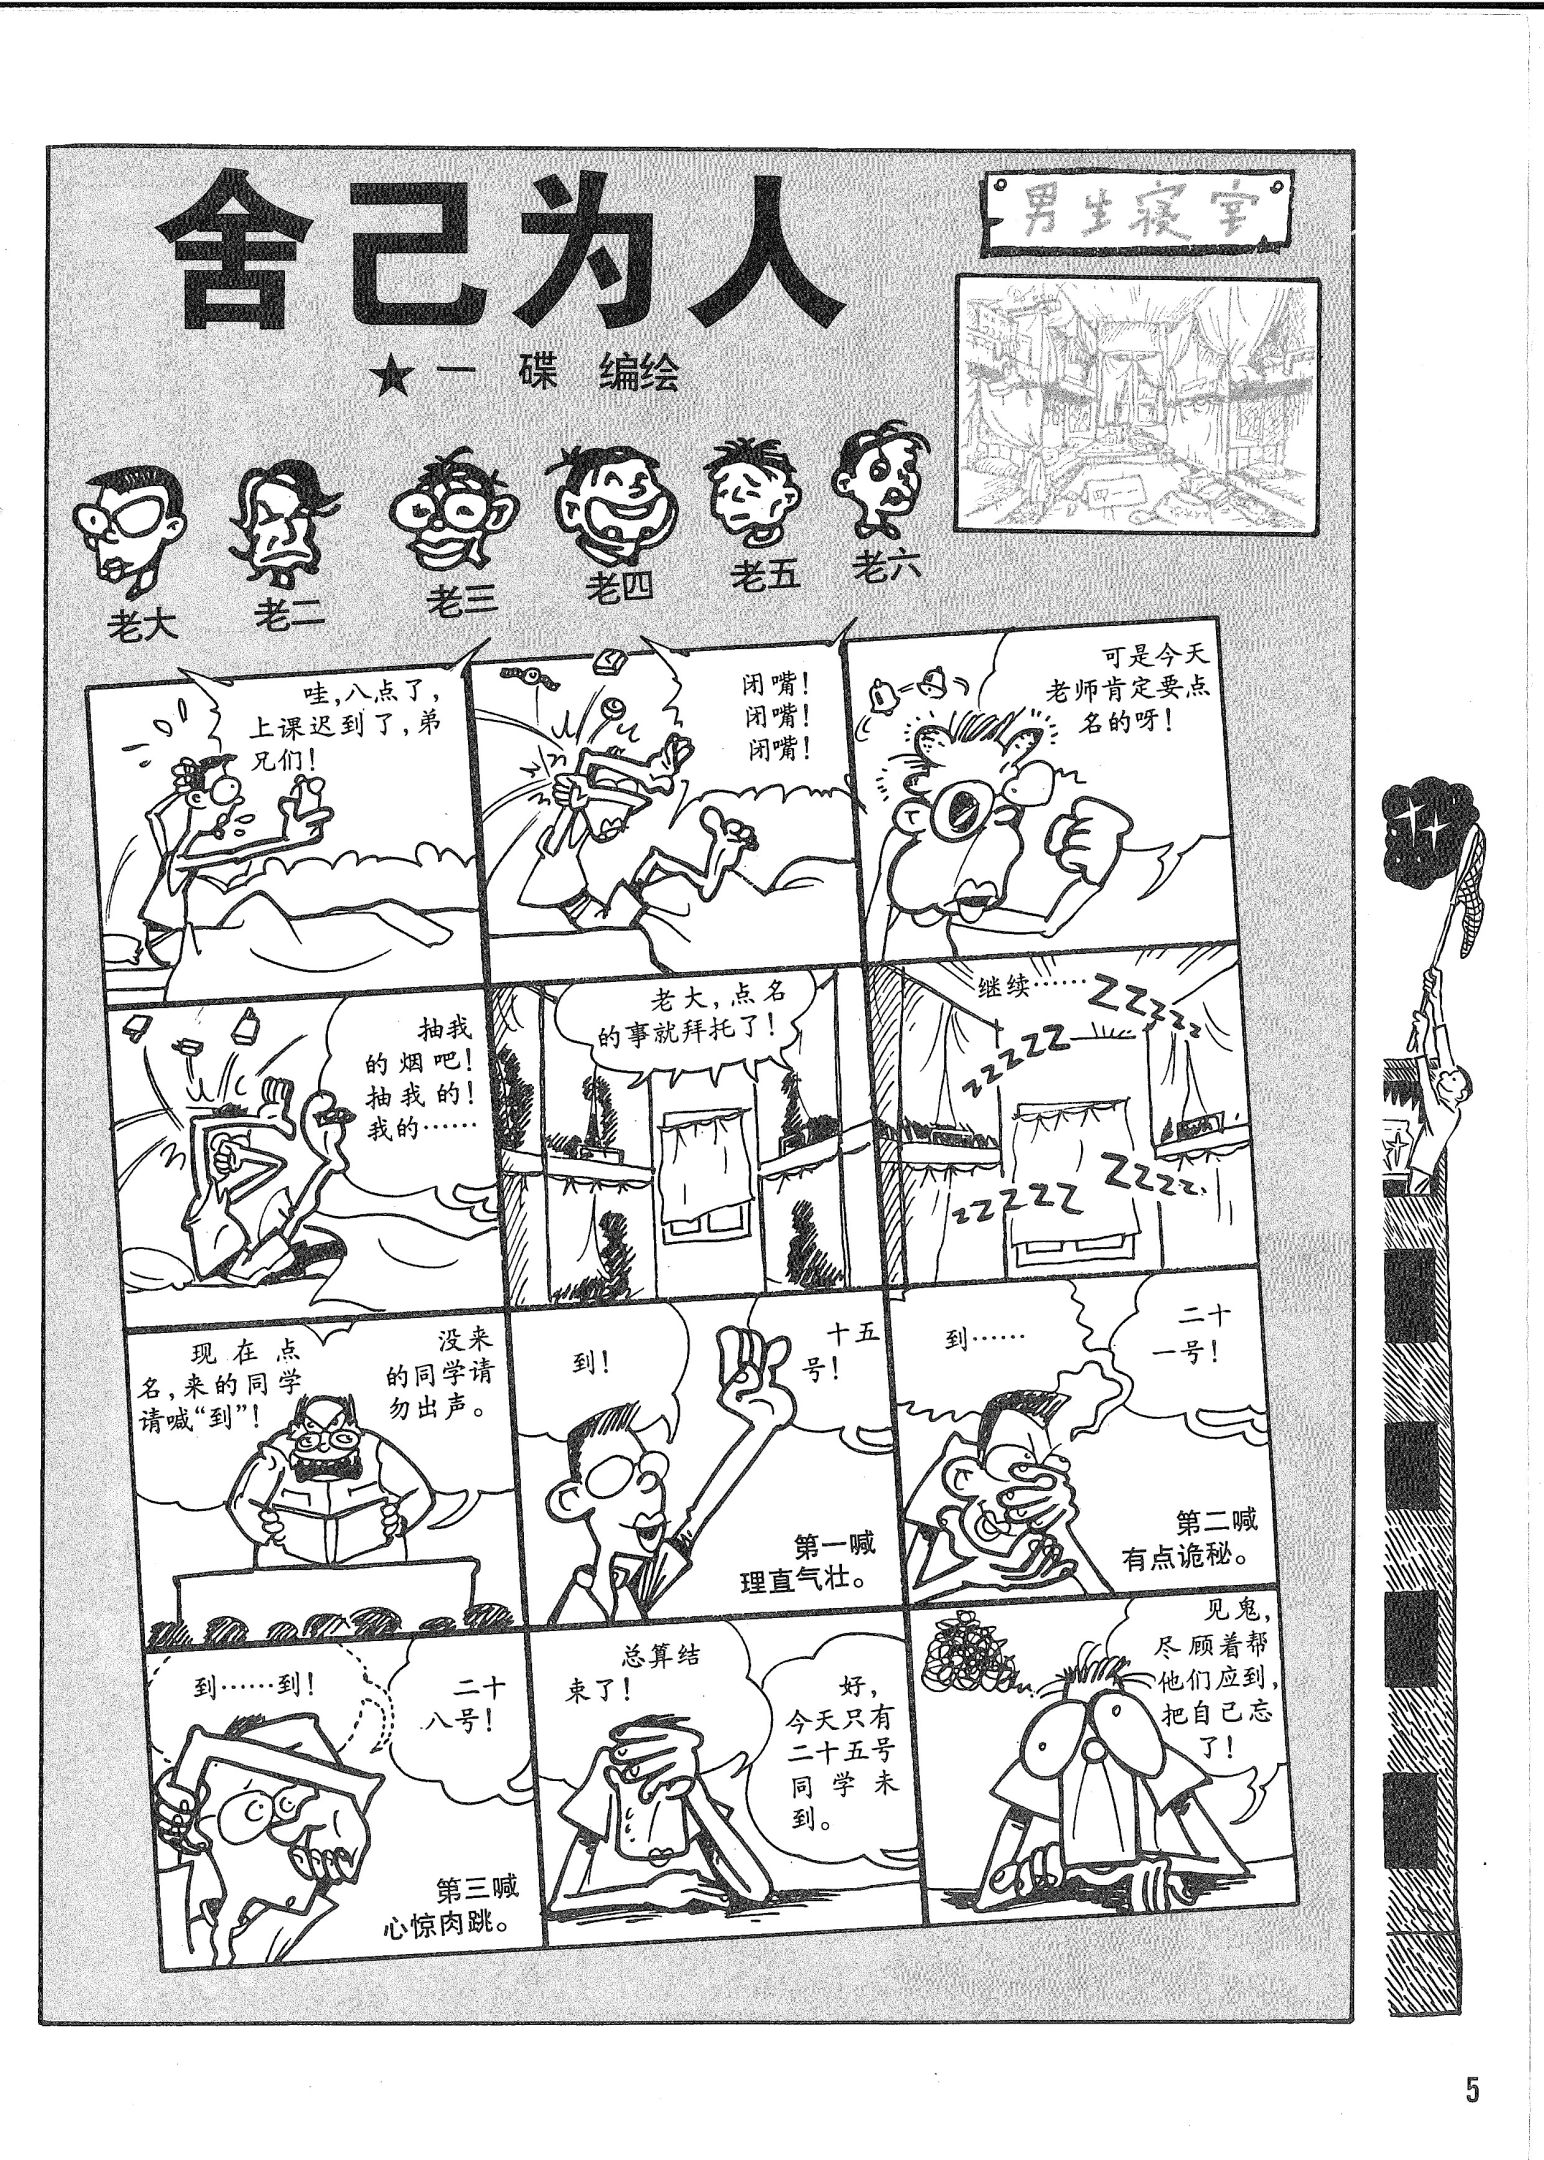 舍己为人
男生寝室
★一碟 编绘
老大
老二
老三
老四
老五
老六
哇,八点了,
上课迟到了,弟
兄们!
闭嘴!
闭嘴!
闭嘴!
可是今天
老师肯定要点
名的呀!
抽我
的烟吧!
抽我的!
我的……
老大,点名
的事就拜托了!
继续……ZZZZZ
ZZZZZ
ZZZZZ
ZZZZ
现在点
名,来的同学
请喊“到”!
没来
的同学请
勿出声。
到!
十五
号!
第一喊
理直气壮。
到……
二十
一号!
第二喊
有点诡秘。
到……到!
二十
八号!
第三喊
心惊肉跳。
总算结
束了!
好,
今天只有
二十五号
同学未
到。
见鬼,
尽顾着帮
他们应到,
把自己忘
了!
5